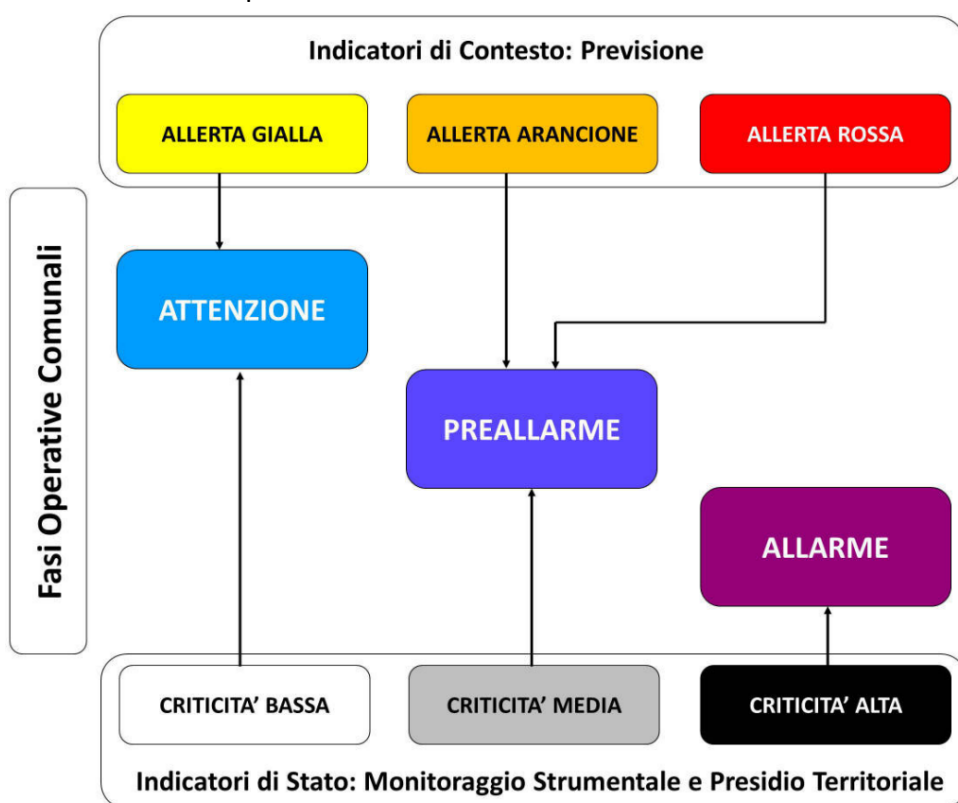 Indicatori di Contesto: Previsione
ALLERTA GIALLA
ALLERTA ARANCIONE
ALLERTA ROSSA
Fasi Operative Comunali
ATTENZIONE
PREALLARME
ALLARME
CRITICITA’ BASSA
CRITICITA’ MEDIA
CRITICITA’ ALTA
Indicatori di Stato: Monitoraggio Strumentale e Presidio Territoriale